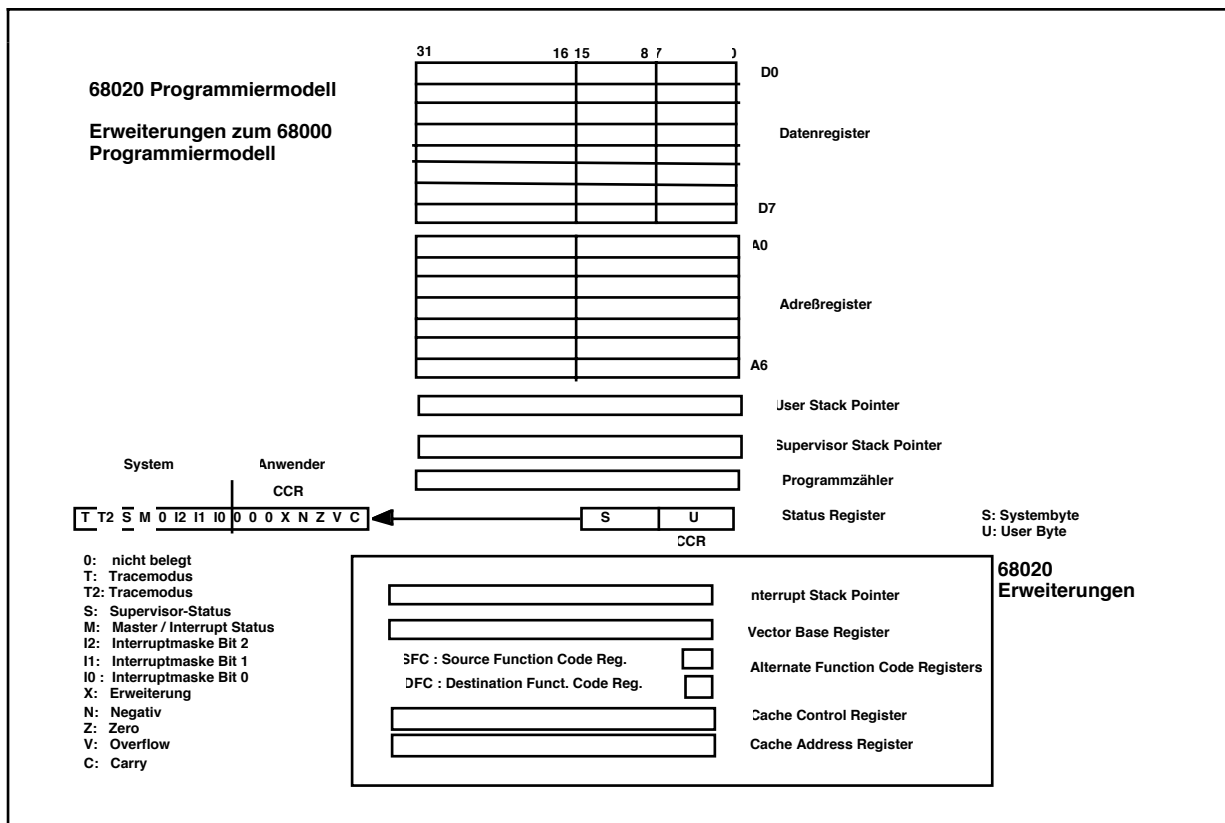 31 16 15 8 7 0
68020 Programmiermodell
Erweiterungen zum 68000
Programmiermodell
D0
Datenregister
D7
A0
Adreßregister
A6
User Stack Pointer
Supervisor Stack Pointer
Programmzähler
System Anwender
CCR
T T2 S M 0 I2 I1 I0 0 0 0 X N Z V C
S U
CCR
Status Register
S: Systembyte
U: User Byte
0: nicht belegt
T: Tracemodus
T2: Tracemodus
S: Supervisor-Status
M: Master / Interrupt Status
I2: Interruptmaske Bit 2
I1: Interruptmaske Bit 1
I0 : Interruptmaske Bit 0
X: Erweiterung
N: Negativ
Z: Zero
V: Overflow
C: Carry
68020
Erweiterungen
Interrupt Stack Pointer
Vector Base Register
SFC : Source Function Code Reg.
DFC : Destination Funct. Code Reg.
Alternate Function Code Registers
Cache Control Register
Cache Address Register